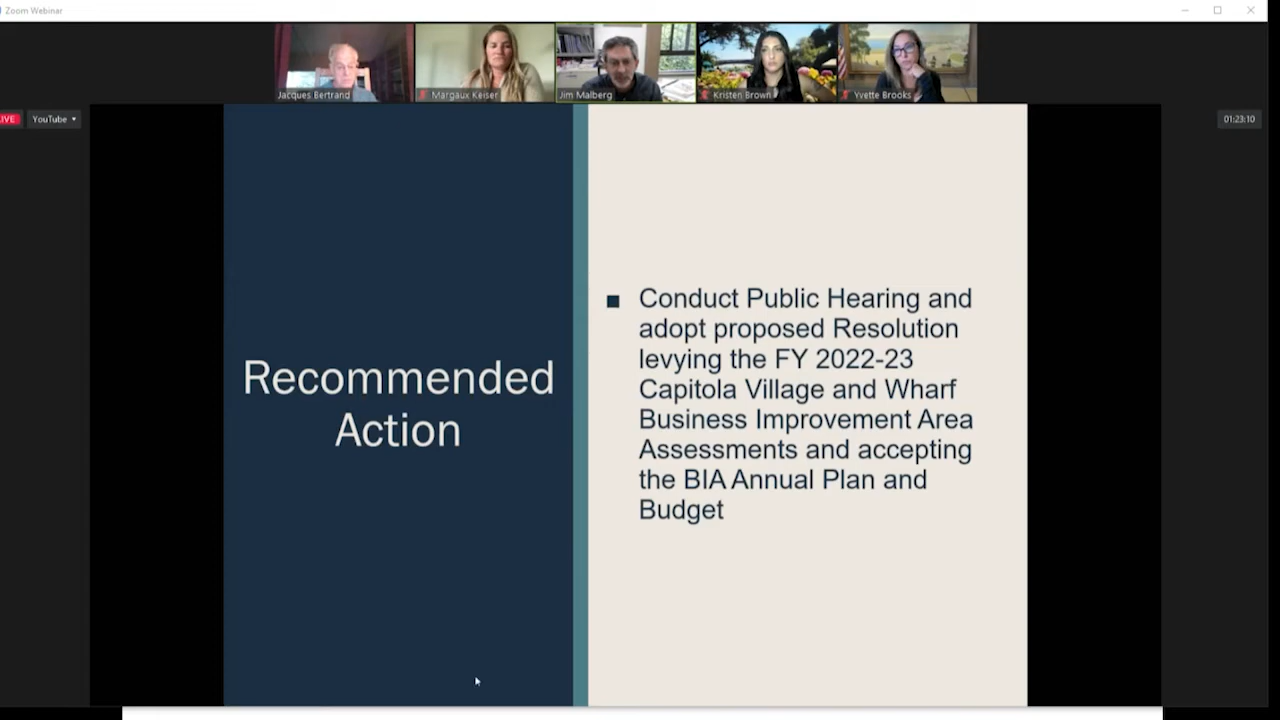 Zoom Webinar
Jacques Bertrand
Margaux Keiser
Jim Malberg
Kristen Brown
Yvette Brooks
LIVE
YouTube
01:23:10
Recommended
Action
■ Conduct Public Hearing and
adopt proposed Resolution
levying the FY 2022-23
Capitola Village and Wharf
Business Improvement Area
Assessments and accepting
the BIA Annual Plan and
Budget